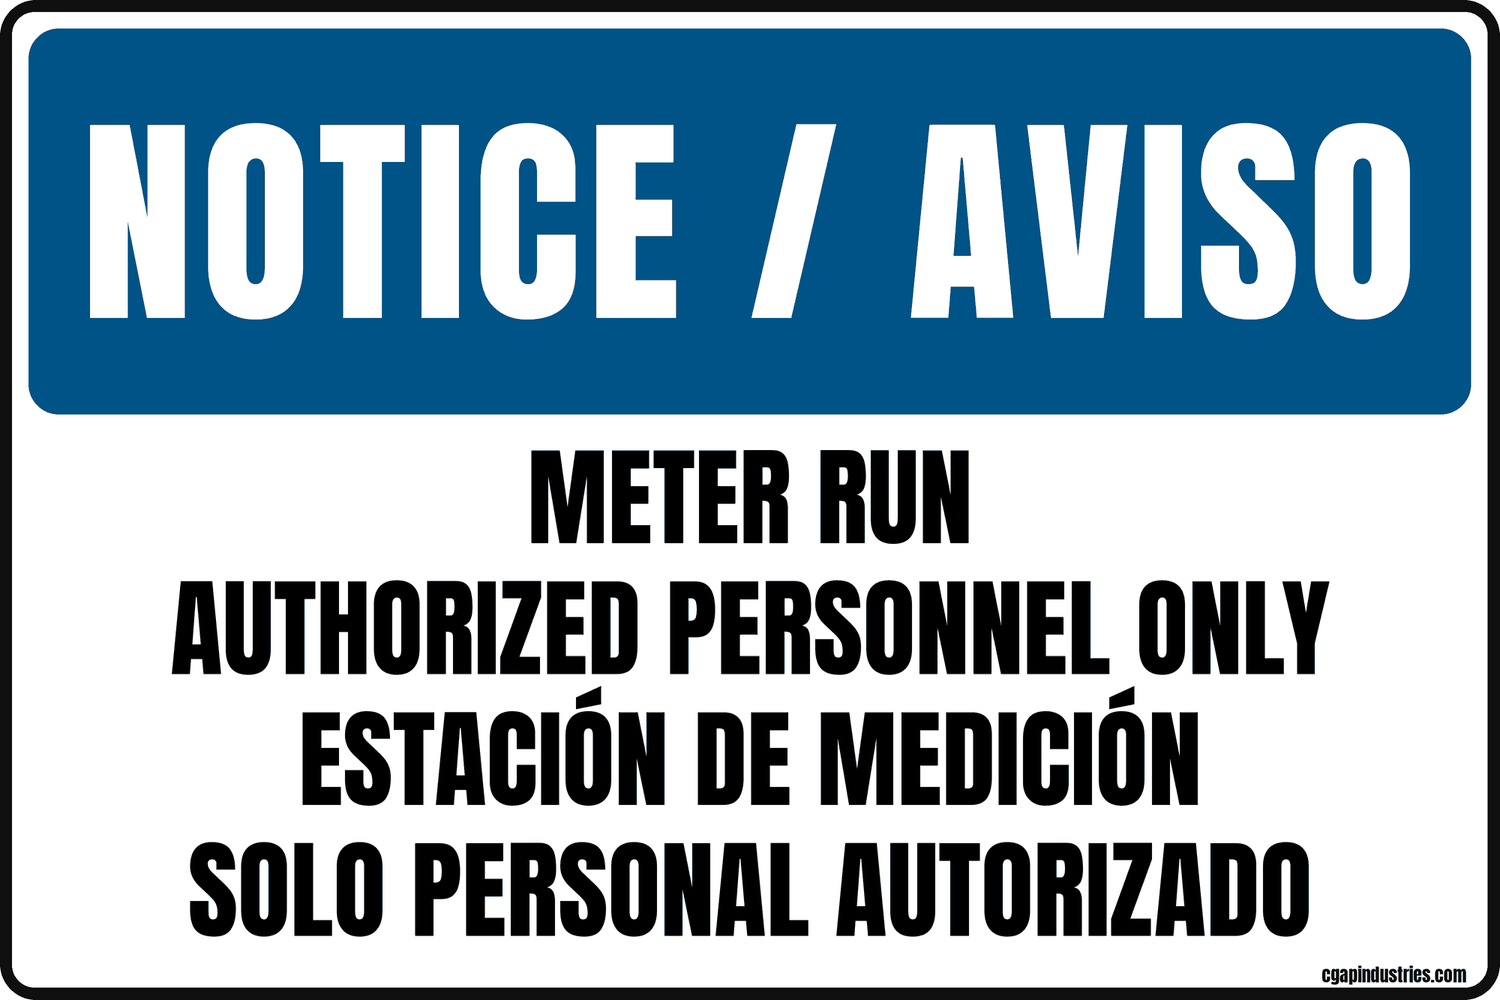 NOTICE / AVISO
METER RUN
AUTHORIZED PERSONNEL ONLY
ESTACIÓN DE MEDICIÓN
SOLO PERSONAL AUTORIZADO
cgapindustries.com